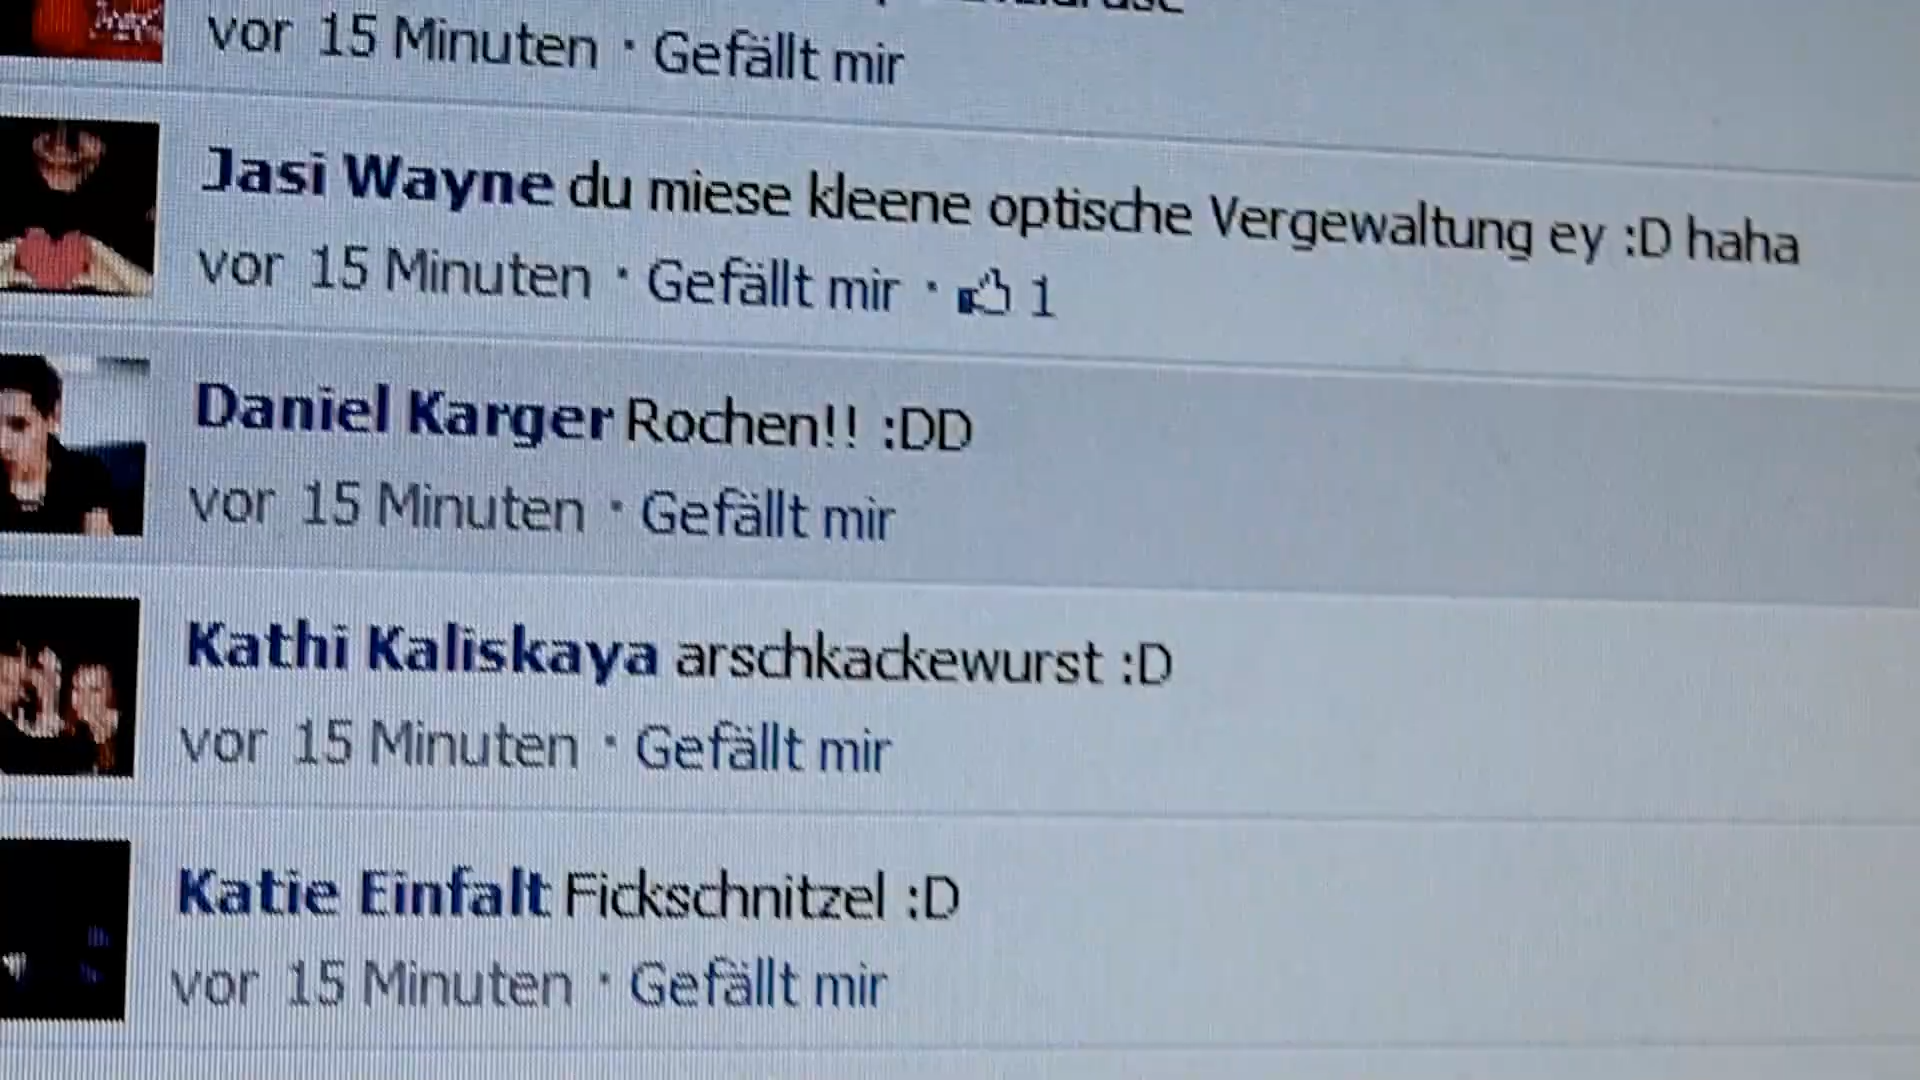 vor 15 Minuten · Gefällt mir
Jasi Wayne du miese kleene optische Vergewaltung ey :D haha
vor 15 Minuten · Gefällt mir · 1
Daniel Karger Rochen!! :DD
vor 15 Minuten · Gefällt mir
Kathi Kaliskaya arschkackewurst :D
vor 15 Minuten · Gefällt mir
Katie Einfalt Fickschnitzel :D
vor 15 Minuten · Gefällt mir